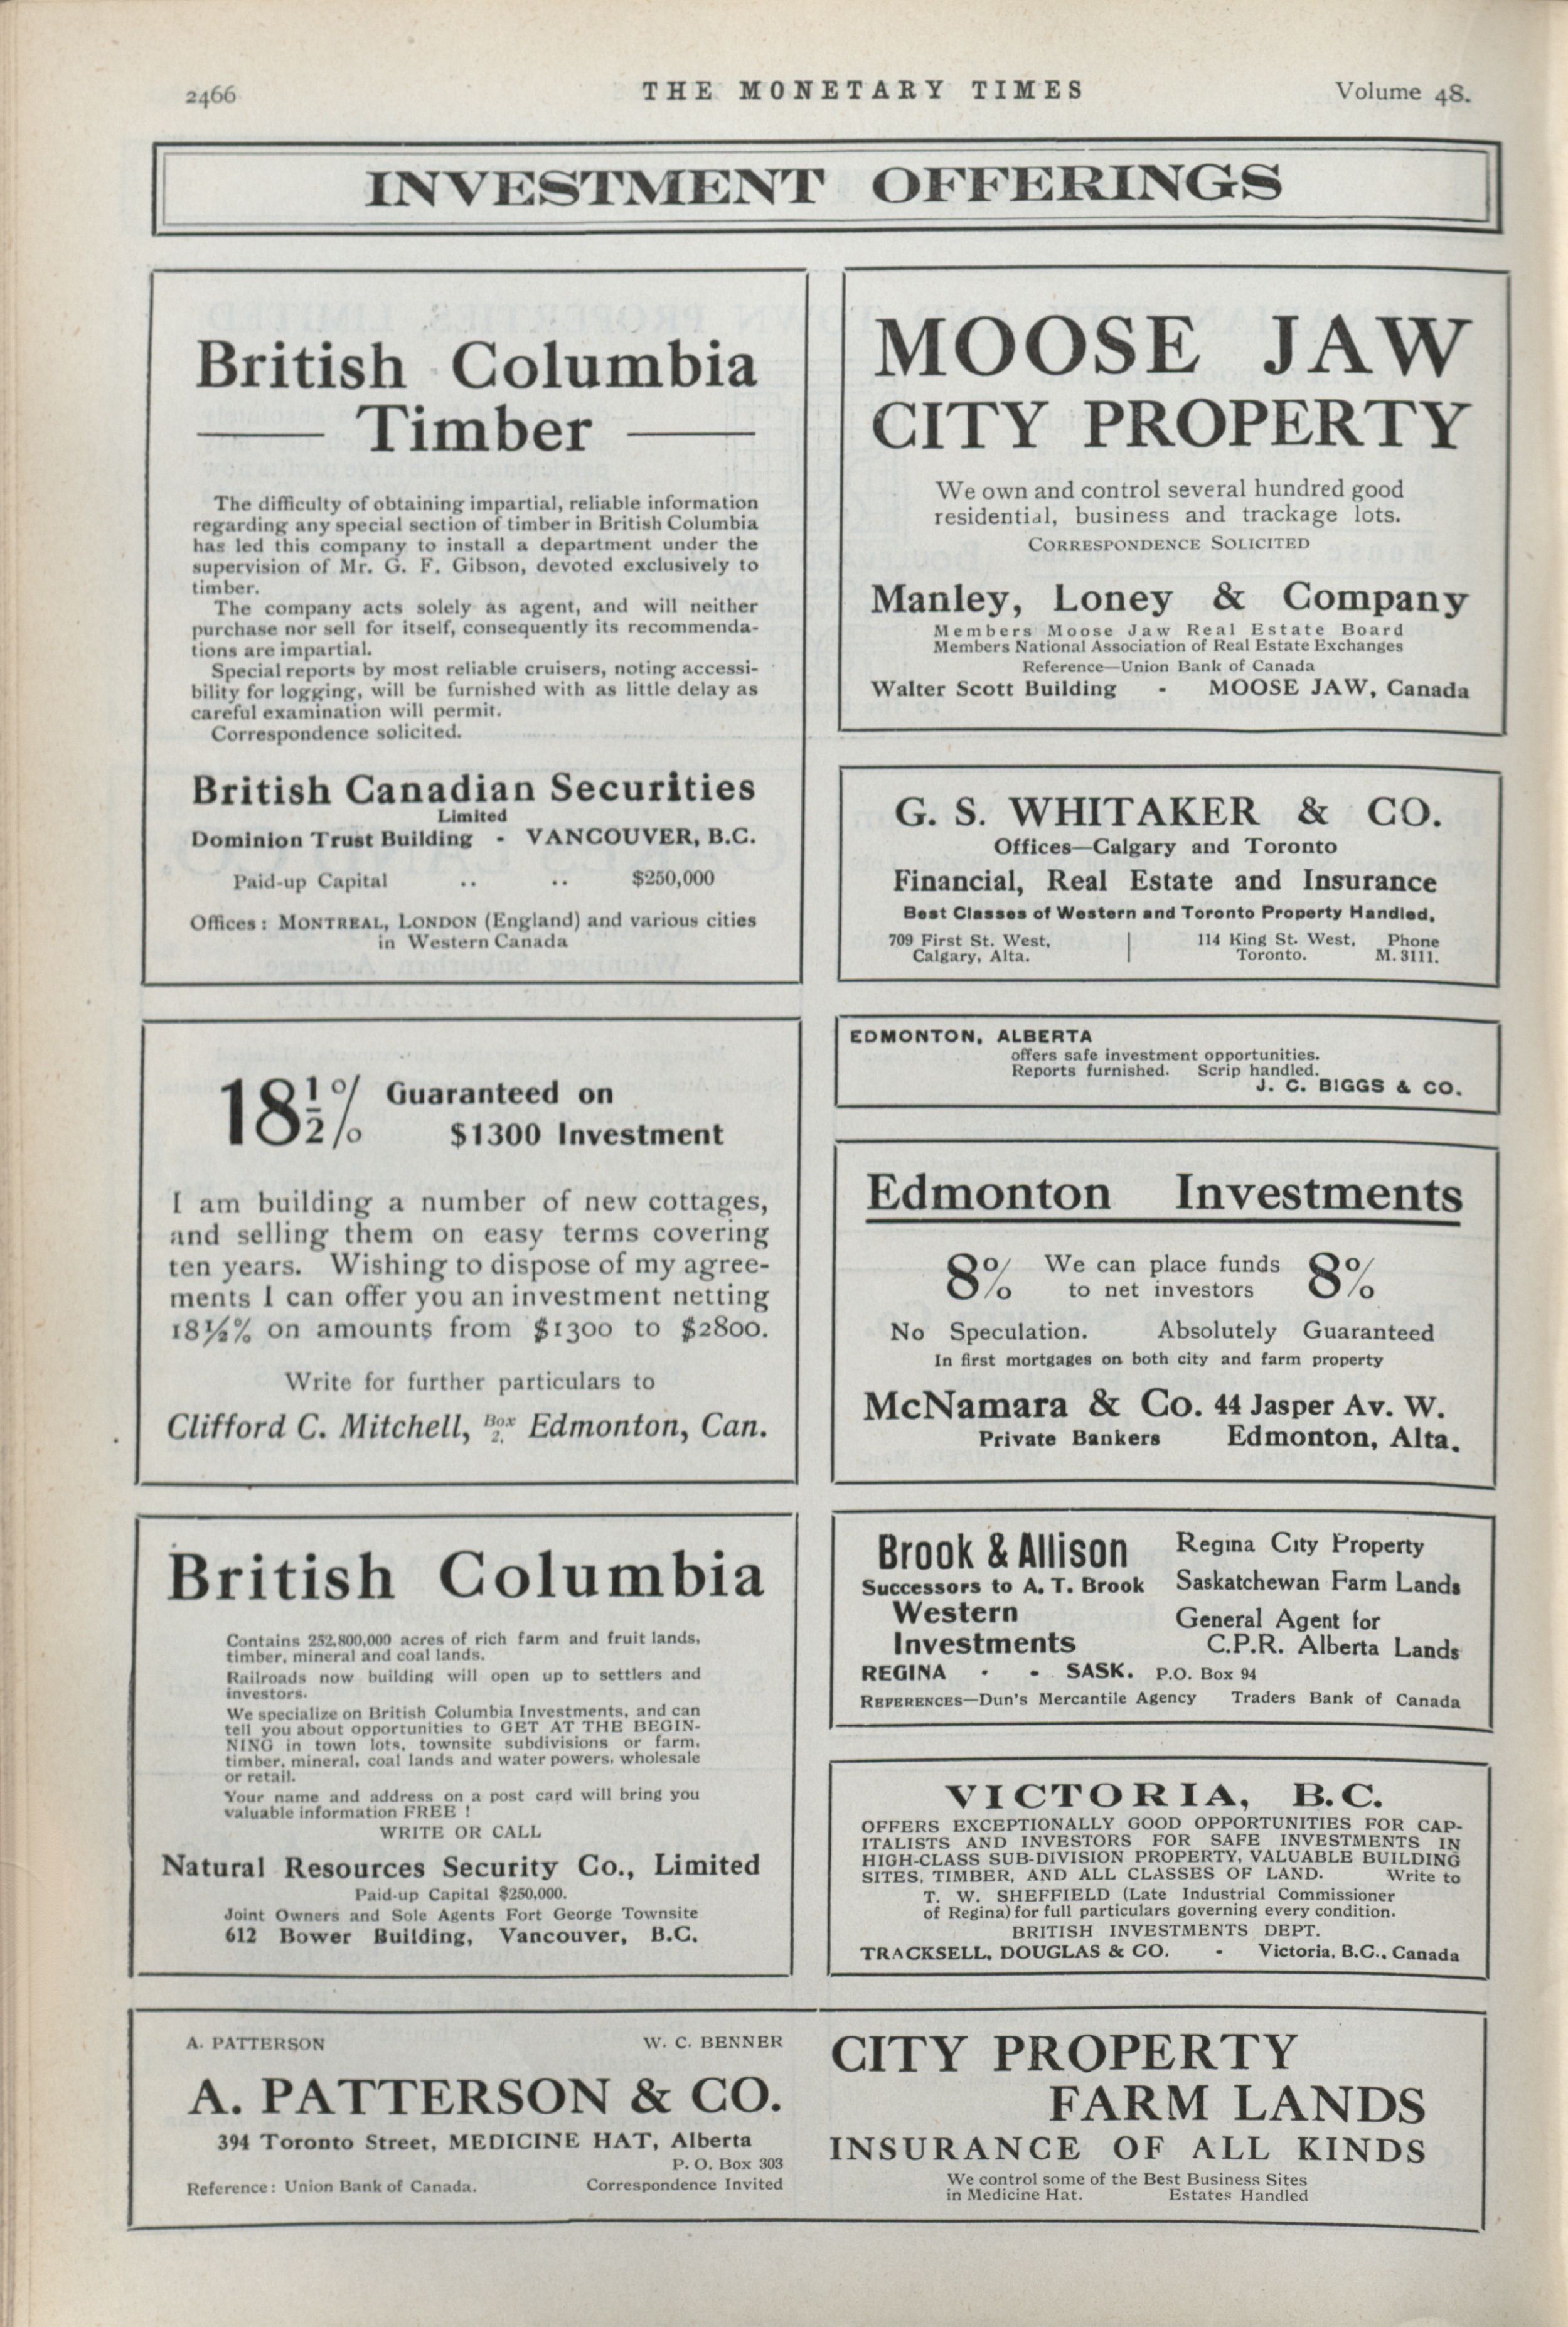 2466
THE MONETARY TIMES
Volume 48.
INVESTMENT OFFERINGS
British Columbia
Timber
The difficulty of obtaining impartial, reliable information
regarding any special section of timber in British Columbia
has led this company to install a department under the
supervision of Mr. G. F. Gibson, devoted exclusively to
timber.
The company acts solely as agent, and will neither
purchase nor sell for itself, consequently its recommenda-
tions are impartial.
Special reports by most reliable cruisers, noting accessi-
bility for logging, will be furnished with as little delay as
careful examination will permit.
Correspondence solicited.
British Canadian Securities
Limited
Dominion Trust Building - VANCOUVER, B.C.
Paid-up Capital .. .. $250,000
Offices: MONTREAL, LONDON (England) and various cities
in Western Canada
18½% Guaranteed on
$1300 Investment
I am building a number of new cottages,
and selling them on easy terms covering
ten years. Wishing to dispose of my agree-
ments I can offer you an investment netting
18½% on amounts from $1300 to $2800.
Write for further particulars to
Clifford C. Mitchell, Box 2, Edmonton, Can.
British Columbia
Contains 252,800,000 acres of rich farm and fruit lands,
timber, mineral and coal lands.
Railroads now building will open up to settlers and
investors.
We specialize on British Columbia Investments, and can
tell you about opportunities to GET AT THE BEGIN-
NING in town lots, townsite subdivisions or farm,
timber, mineral, coal lands and water powers, wholesale
or retail.
Your name and address on a post card will bring you
valuable information FREE !
WRITE OR CALL
Natural Resources Security Co., Limited
Paid-up Capital $250,000.
Joint Owners and Sole Agents Fort George Townsite
612 Bower Building, Vancouver, B.C.
MOOSE JAW
CITY PROPERTY
We own and control several hundred good
residential, business and trackage lots.
CORRESPONDENCE SOLICITED
Manley, Loney & Company
Members Moose Jaw Real Estate Board
Members National Association of Real Estate Exchanges
Reference—Union Bank of Canada
Walter Scott Building - MOOSE JAW, Canada
G. S. WHITAKER & CO.
Offices—Calgary and Toronto
Financial, Real Estate and Insurance
Best Classes of Western and Toronto Property Handled.
709 First St. West, | 114 King St. West, Phone
Calgary, Alta. Toronto. M. 3111.
EDMONTON, ALBERTA
offers safe investment opportunities.
Reports furnished. Scrip handled.
J. C. BIGGS & CO.
Edmonton Investments
8% We can place funds 8%
to net investors
No Speculation. Absolutely Guaranteed
In first mortgages on both city and farm property
McNamara & Co. 44 Jasper Av. W.
Private Bankers Edmonton, Alta.
Brook & Allison
Successors to A. T. Brook
Western
Investments
Regina City Property
Saskatchewan Farm Lands
General Agent for
C.P.R. Alberta Lands
REGINA - - SASK. P.O. Box 94
REFERENCES—Dun's Mercantile Agency Traders Bank of Canada
VICTORIA, B.C.
OFFERS EXCEPTIONALLY GOOD OPPORTUNITIES FOR CAP-
ITALISTS AND INVESTORS FOR SAFE INVESTMENTS IN
HIGH-CLASS SUB-DIVISION PROPERTY, VALUABLE BUILDING
SITES, TIMBER, AND ALL CLASSES OF LAND. Write to
T. W. SHEFFIELD (Late Industrial Commissioner
of Regina) for full particulars governing every condition.
BRITISH INVESTMENTS DEPT.
TRACKSELL, DOUGLAS & CO. - Victoria, B.C., Canada
A. PATTERSON W. C. BENNER
A. PATTERSON & CO.
394 Toronto Street, MEDICINE HAT, Alberta
P. O. Box 303
Reference: Union Bank of Canada. Correspondence Invited
CITY PROPERTY
FARM LANDS
INSURANCE OF ALL KINDS
We control some of the Best Business Sites
in Medicine Hat. Estates Handled